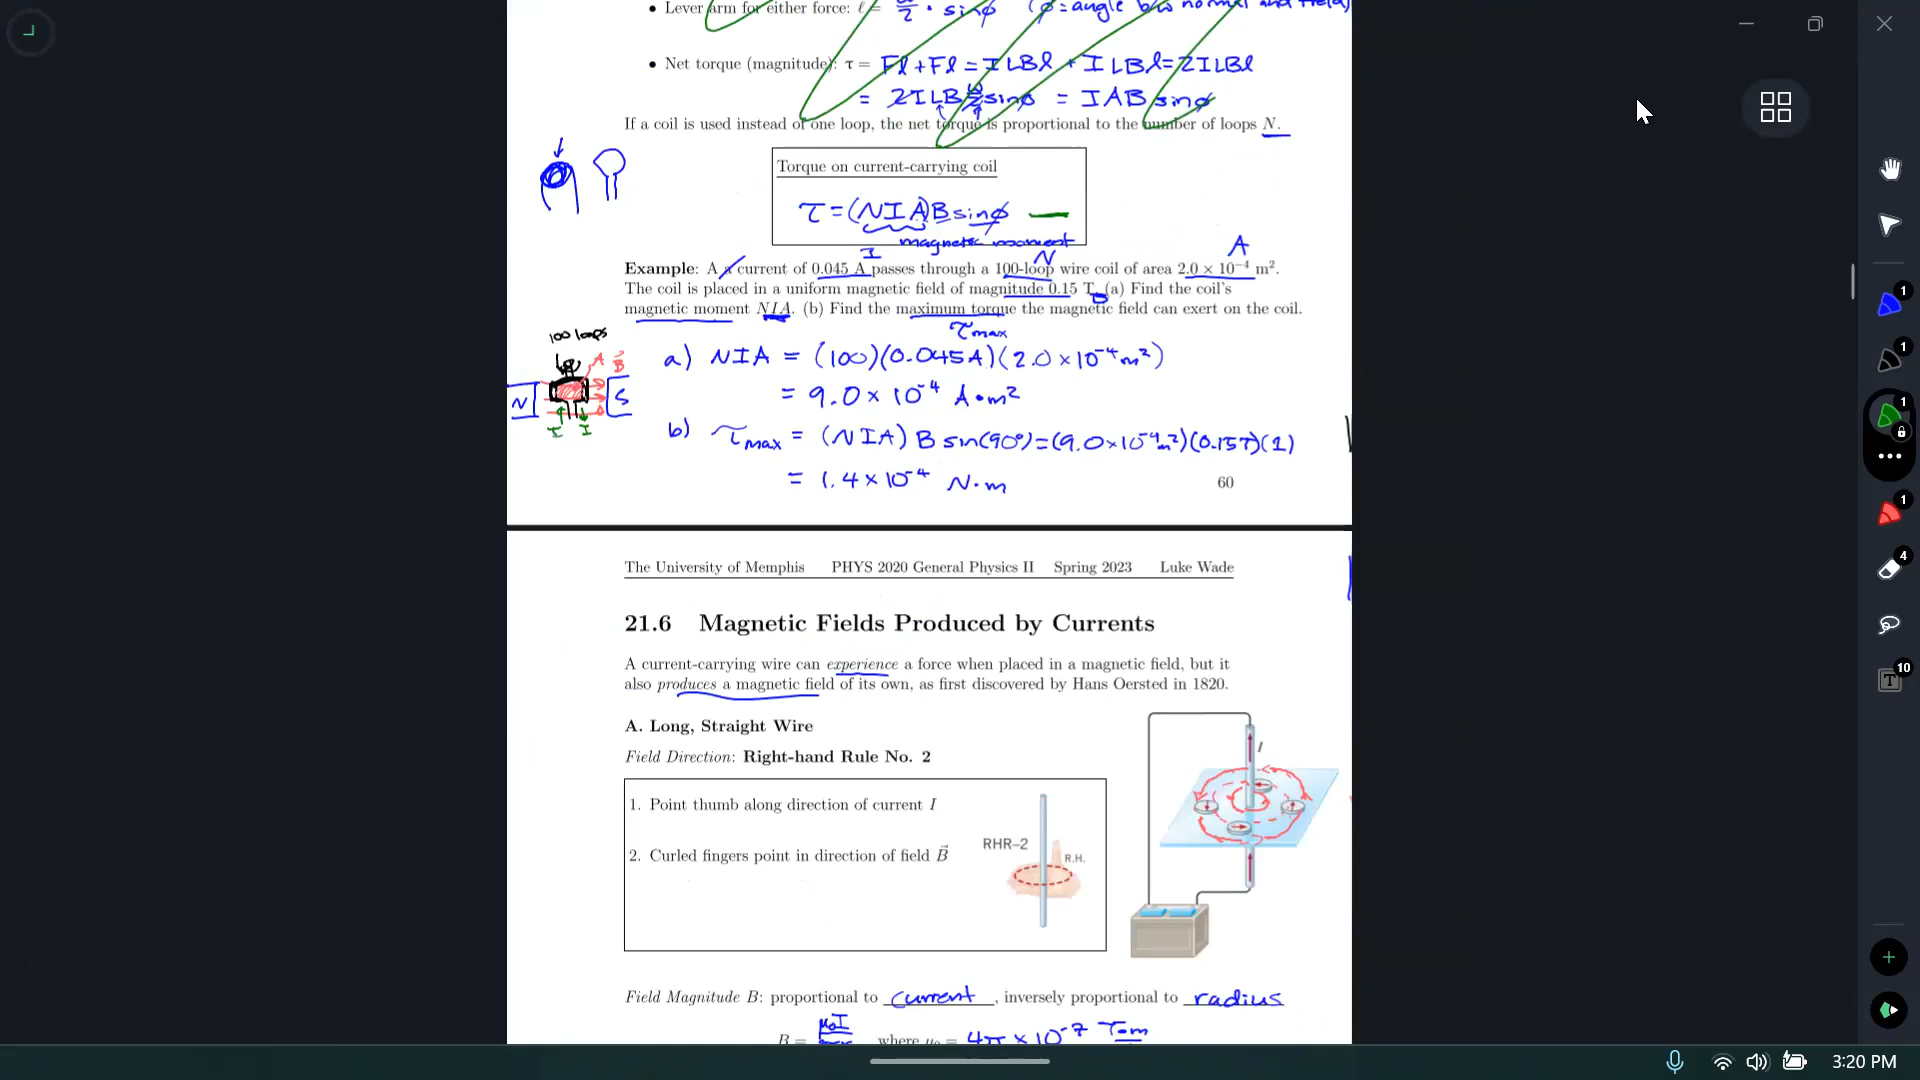 • Lever arm for either force: ℓ = w/2 · sinφ (φ = angle b/w normal and field)
• Net torque (magnitude): τ = Fl + Fl = ILBl + ILBl = 2ILBl
= 2ILB w/2 sinφ = IAB sinφ
If a coil is used instead of one loop, the net torque is proportional to the number of loops N.
Torque on current-carrying coil
τ = (NIA)B sinφ
magnetic moment
I N A
Example: A a current of 0.045 A passes through a 100-loop wire coil of area 2.0 × 10⁻⁴ m².
The coil is placed in a uniform magnetic field of magnitude 0.15 T. (a) Find the coil's
B
magnetic moment NIA. (b) Find the maximum torque the magnetic field can exert on the coil.
τmax
100 loops
A B⃗
N S
I I
a) NIA = (100)(0.045A)(2.0 × 10⁻⁴ m²)
= 9.0 × 10⁻⁴ A·m²
b) τmax = (NIA) B sin(90°) = (9.0 × 10⁻⁴ m²)(0.15T)(1)
= 1.4 × 10⁻⁴ N·m
60
The University of Memphis PHYS 2020 General Physics II Spring 2023 Luke Wade
21.6 Magnetic Fields Produced by Currents
A current-carrying wire can experience a force when placed in a magnetic field, but it
also produces a magnetic field of its own, as first discovered by Hans Oersted in 1820.
A. Long, Straight Wire
Field Direction: Right-hand Rule No. 2
I
1. Point thumb along direction of current I
2. Curled fingers point in direction of field B⃗
RHR–2
R.H.
Field Magnitude B: proportional to current, inversely proportional to radius
B = μ₀I where μ₀ = 4π × 10⁻⁷ T·m
1
1
1
1
4
10
T
3:20 PM